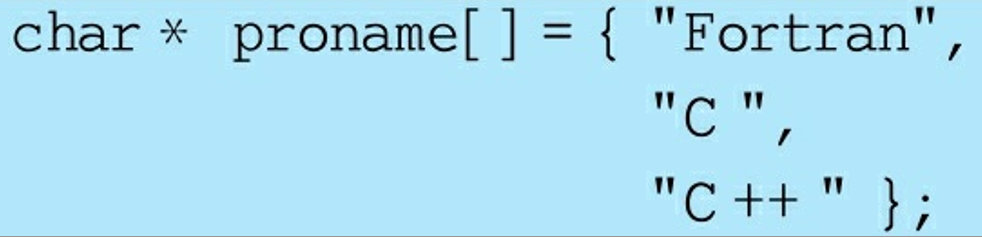 char * proname[ ] = { "Fortran",
"C ",
"C ++ " };